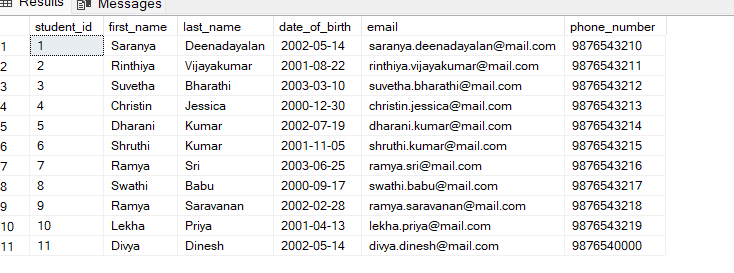 Results Messages
student_id first_name last_name date_of_birth email phone_number
1 1 Saranya Deenadayalan 2002-05-14 saranya.deenadayalan@mail.com 9876543210
2 2 Rinthiya Vijayakumar 2001-08-22 rinthiya.vijayakumar@mail.com 9876543211
3 3 Suvetha Bharathi 2003-03-10 suvetha.bharathi@mail.com 9876543212
4 4 Christin Jessica 2000-12-30 christin.jessica@mail.com 9876543213
5 5 Dharani Kumar 2002-07-19 dharani.kumar@mail.com 9876543214
6 6 Shruthi Kumar 2001-11-05 shruthi.kumar@mail.com 9876543215
7 7 Ramya Sri 2003-06-25 ramya.sri@mail.com 9876543216
8 8 Swathi Babu 2000-09-17 swathi.babu@mail.com 9876543217
9 9 Ramya Saravanan 2002-02-28 ramya.saravanan@mail.com 9876543218
10 10 Lekha Priya 2001-04-13 lekha.priya@mail.com 9876543219
11 11 Divya Dinesh 2002-05-14 divya.dinesh@mail.com 9876540000